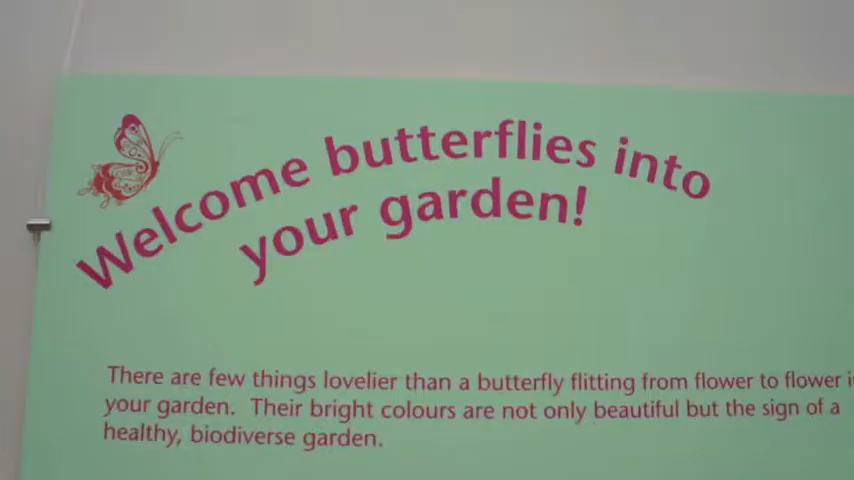 Welcome butterflies into
your garden!
There are few things lovelier than a butterfly flitting from flower to flower
your garden. Their bright colours are not only beautiful but the sign of a
healthy, biodiverse garden.